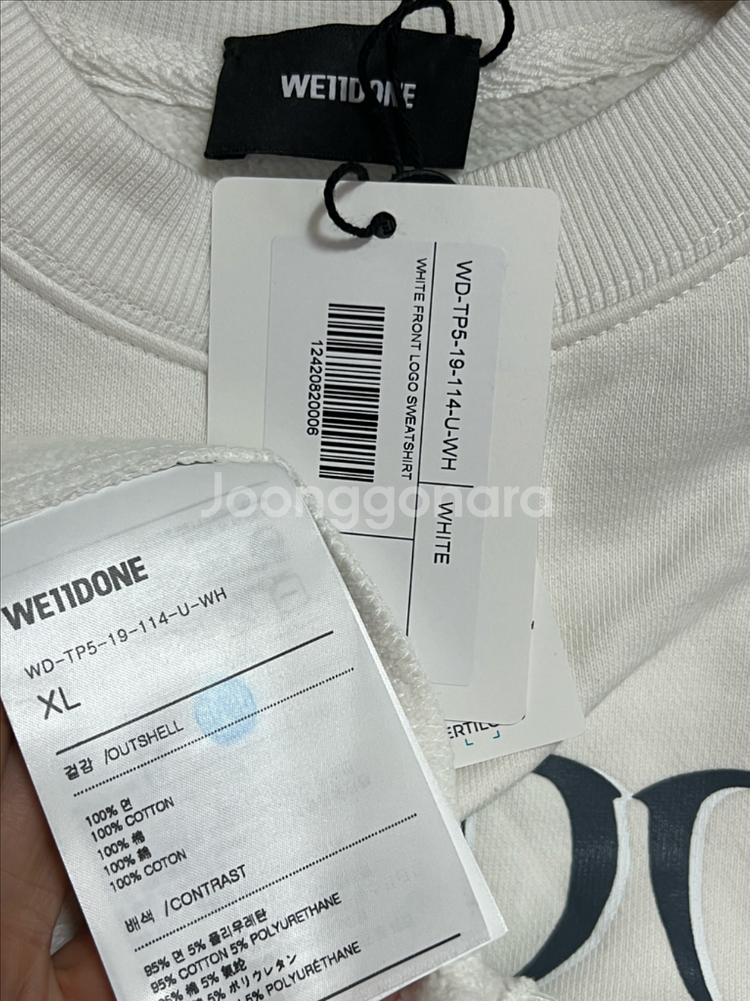 WE11DONE
WD-TP5-19-114-U-WH
WHITE
WHITE FRONT LOGO SWEATSHIRT
12420820006
Joonggonara
WE11DONE
WD-TP5-19-114-U-WH
XL
겉감 /OUTSHELL
100% 면
100% COTTON
100% 棉
100% 綿
100% COTON
배색 /CONTRAST
95% 면 5% 폴리우레탄
95% COTTON 5% POLYURETHANE
95% 棉 5% 氨
5% ポリウレタン
5% POLYURÉTHANE